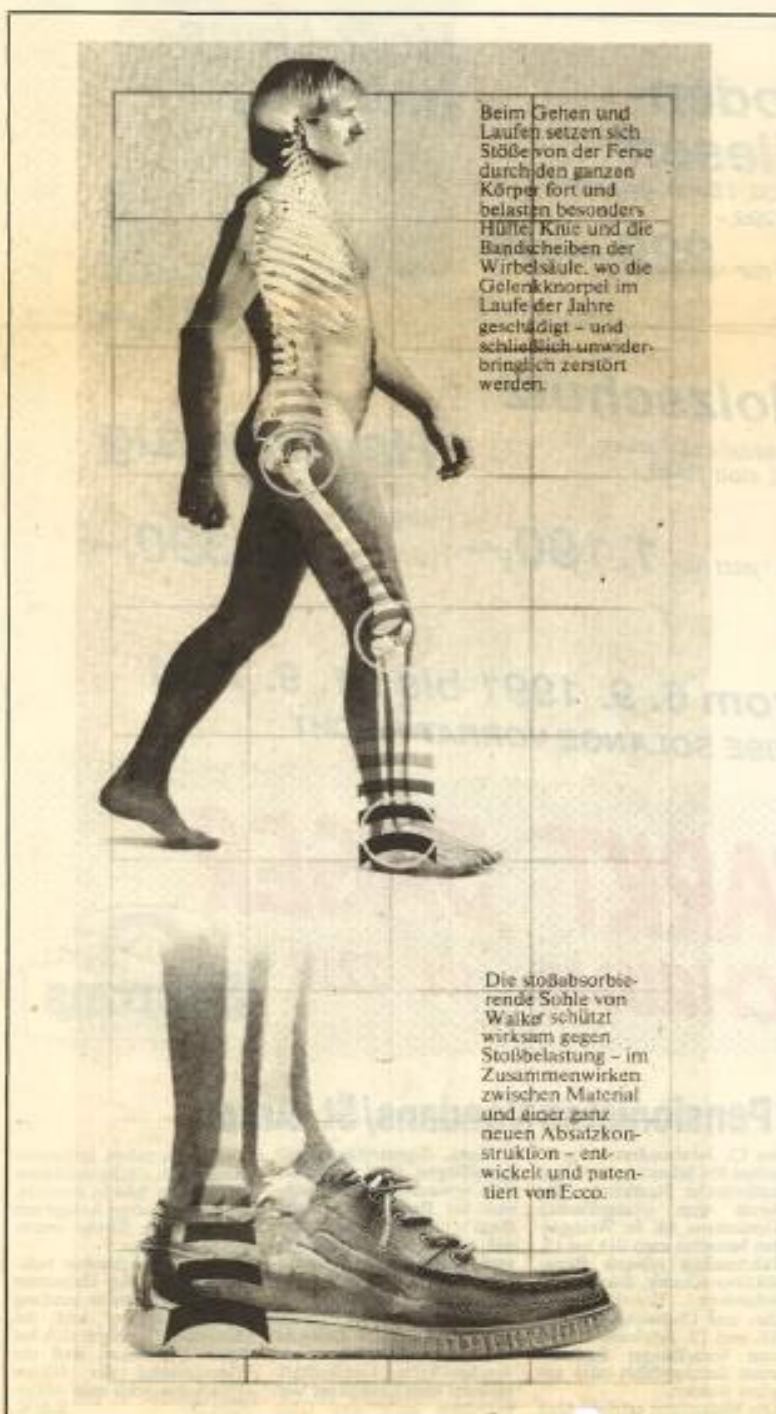 Beim Gehen und
Laufen setzen sich
Stöße von der Ferse
durch den ganzen
Körper fort und
belasten besonders
Hüfte, Knie und die
Bandscheiben der
Wirbelsäule, wo die
Gelenkknorpel im
Laufe der Jahre
geschädigt – und
schließlich unwider-
bringlich zerstört
werden.
Die stoßabsorbie-
rende Sohle von
Walker schützt
wirksam gegen
Stoßbelastung – im
Zusammenwirken
zwischen Material
und einer ganz
neuen Absatzkon-
struktion – ent-
wickelt und paten-
tiert von Ecco.